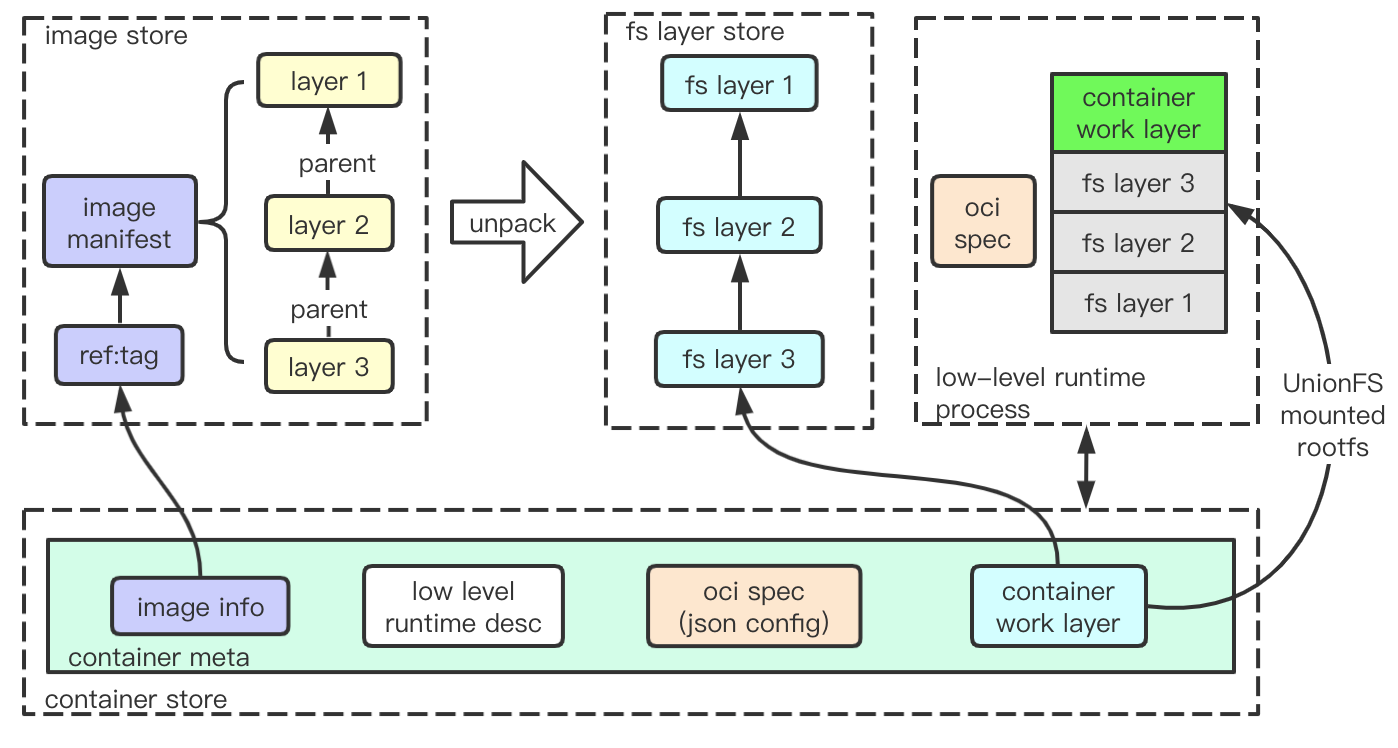 image store
layer 1
parent
image
manifest
layer 2
parent
ref:tag
layer 3
unpack
fs layer store
fs layer 1
fs layer 2
fs layer 3
container
work layer
fs layer 3
oci
spec
fs layer 2
fs layer 1
low-level runtime
process
UnionFS
mounted
rootfs
image info
low level
runtime desc
oci spec
(json config)
container
work layer
container meta
container store